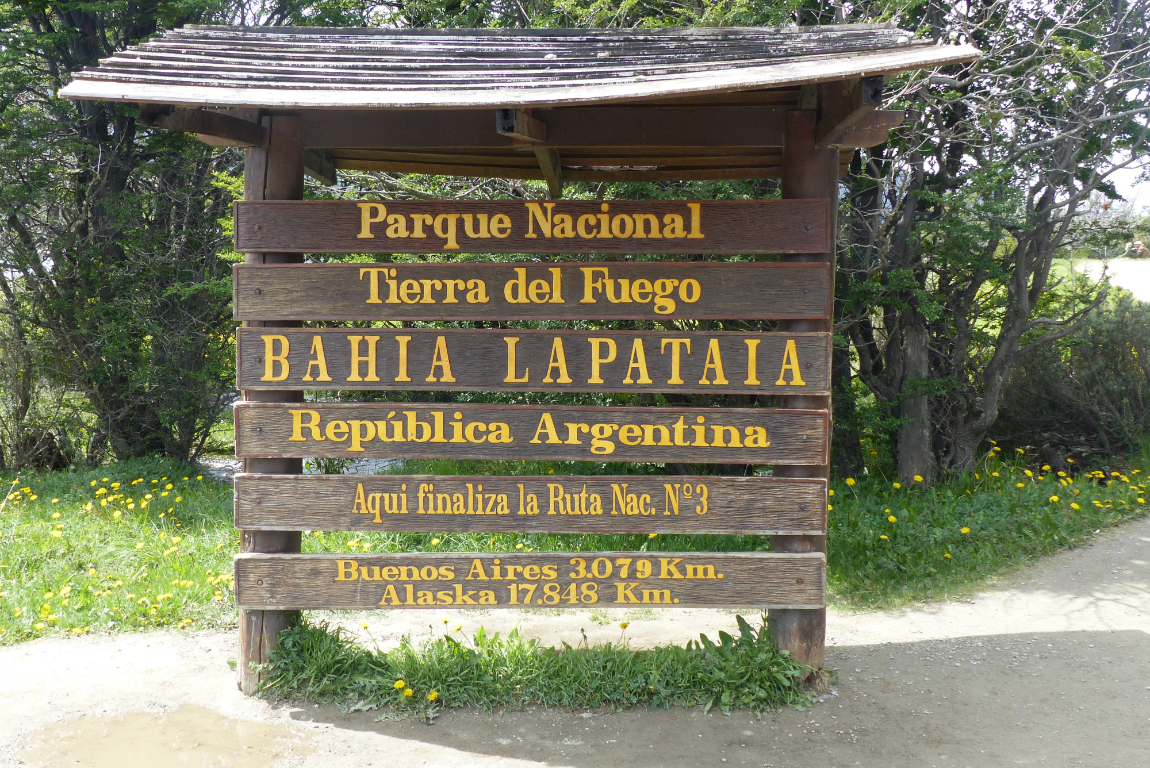 Parque Nacional
Tierra del Fuego
BAHIA LAPATAIA
República Argentina
Aqui finaliza la Ruta Nac. Nº3
Buenos Aires 3.079 Km.
Alaska 17.848 Km.